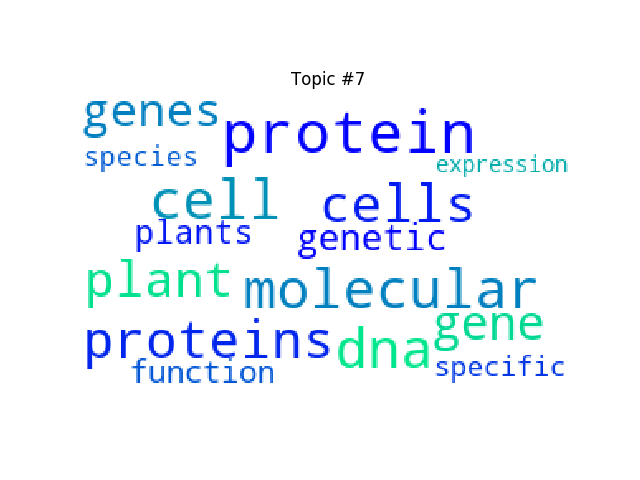 Topic #7
genes
protein
species
expression
cell
cells
plants
genetic
plant
molecular
proteins
dna
gene
function
specific